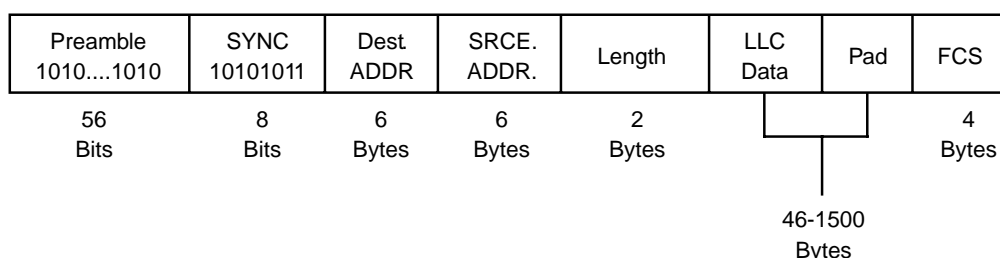 Preamble
1010....1010
SYNC
10101011
Dest.
ADDR
SRCE.
ADDR.
Length
LLC
Data
Pad
FCS
56
Bits
8
Bits
6
Bytes
6
Bytes
2
Bytes
4
Bytes
46-1500
Bytes